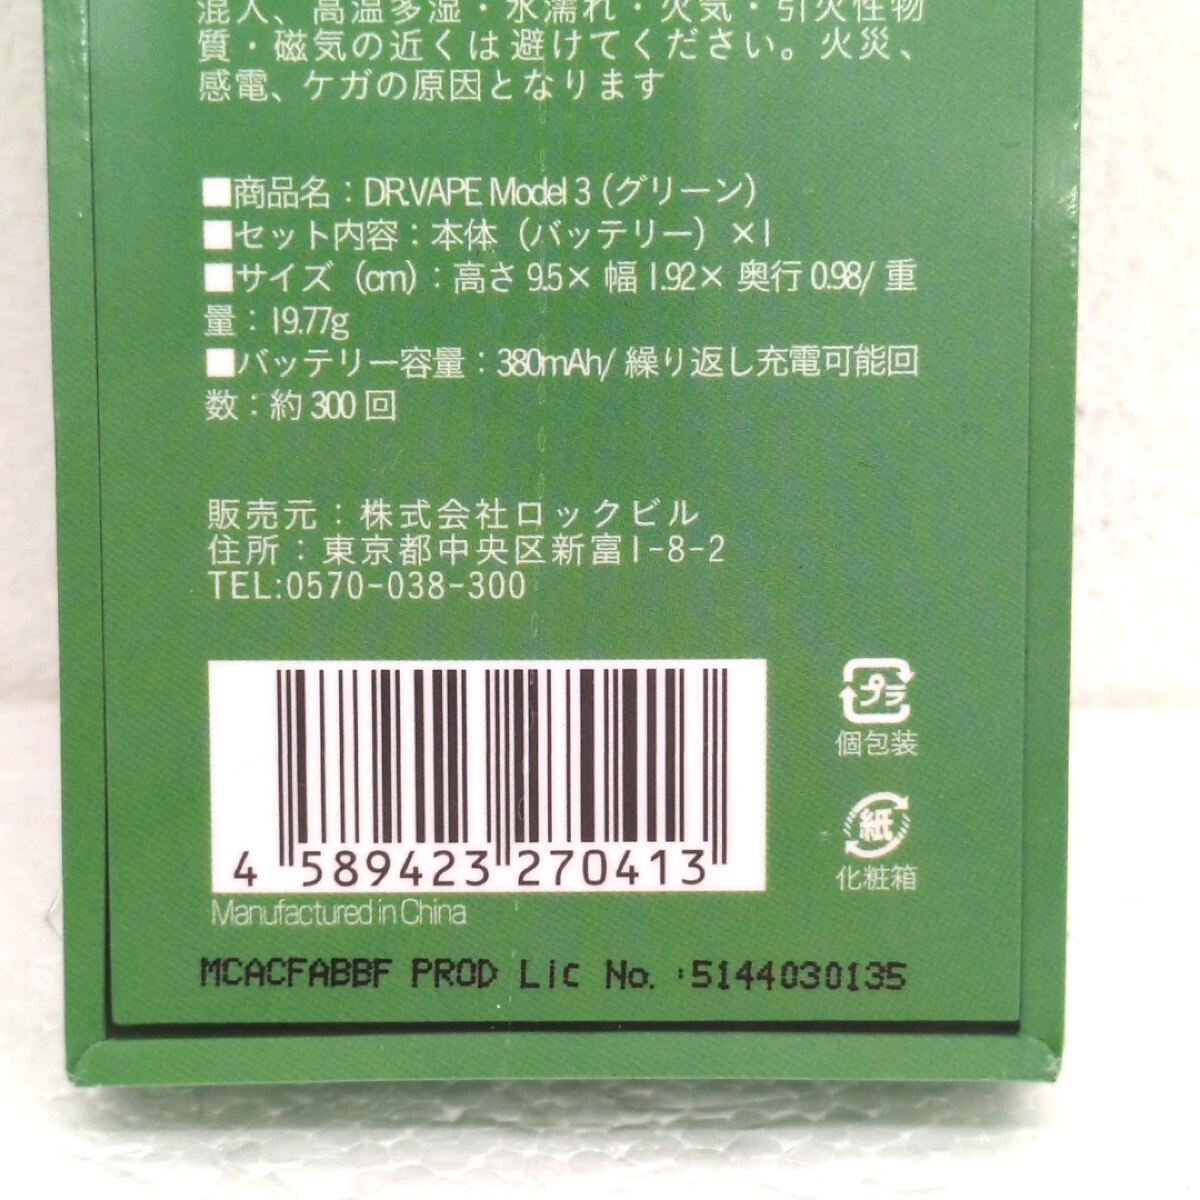 混入、高温多湿・水濡れ・火気・引火性物
質・磁気の近くは避けてください。火災、
感電、ケガの原因となります
■商品名：DR.VAPE Model 3（グリーン）
■セット内容：本体（バッテリー）×1
■サイズ（cm）：高さ 9.5× 幅 1.92× 奥行 0.98/ 重
量：19.77g
■バッテリー容量：380mAh/ 繰り返し充電可能回
数：約 300 回
販売元：株式会社ロックビル
住所：東京都中央区新富1-8-2
TEL:0570-038-300
プラ
個包装
紙
化粧箱
4 589423 270413
Manufactured in China
MCACFABBF PROD Lic No. :5144030135